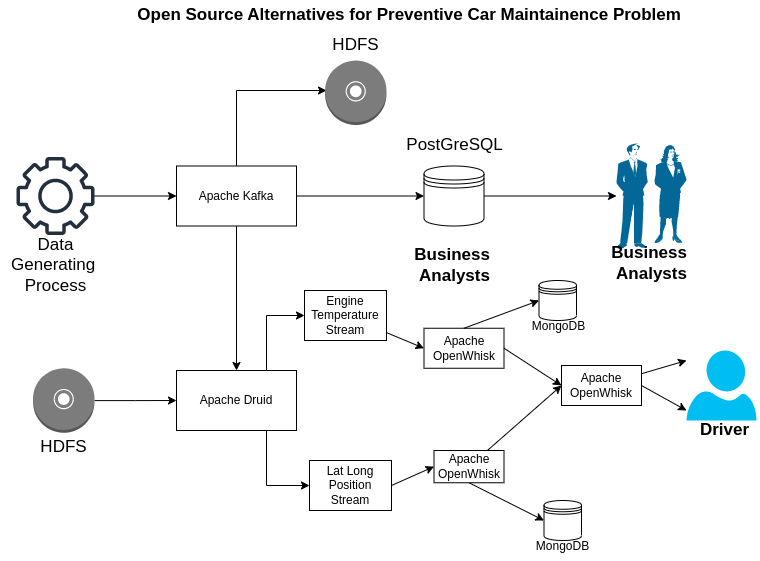 Open Source Alternatives for Preventive Car Maintainence Problem
HDFS
PostGreSQL
Apache Kafka
Data
Generating
Process
Business
Analysts
Business
Analysts
Engine
Temperature
Stream
MongoDB
Apache
OpenWhisk
Apache
OpenWhisk
Apache Druid
Driver
HDFS
Apache
OpenWhisk
Lat Long
Position
Stream
MongoDB